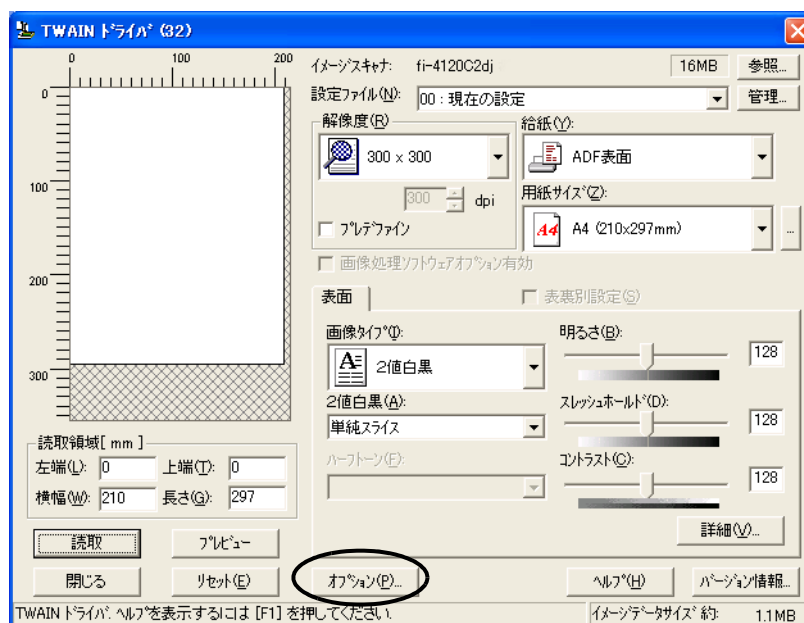 TWAIN ﾄﾞﾗｲﾊﾞ (32)
0 100 200
0
100
200
300
イメージスキャナ: fi-4120C2dj 16MB 参照...
設定ファイル(N): 00 : 現在の設定 管理...
解像度(R)
300 x 300
300 dpi
ﾌﾟﾚﾃﾞﾌｧｲﾝ
給紙(Y):
ADF表面
用紙ｻｲｽﾞ(Z):
A4 A4 (210x297mm) ...
画像処理ソフトウェアオプション有効
表面
表裏別設定(S)
画像ﾀｲﾌﾟ(I):
2値白黒
2値白黒(A):
単純スライス
ハーフトーン(F):
明るさ(B):
128
スレッシュホールド(D):
128
コントラスト(C):
128
詳細(V)...
読取領域[ mm ]
左端(L): 0 上端(T): 0
横幅(W): 210 長さ(G): 297
読取 ﾌﾟﾚﾋﾞｭｰ
閉じる ﾘｾｯﾄ(E) ｵﾌﾟｼｮﾝ(P)... ﾍﾙﾌﾟ(H) ﾊﾞｰｼﾞｮﾝ情報...
TWAIN ﾄﾞﾗｲﾊﾞ. ﾍﾙﾌﾟを表示するには [F1] を押してください. ｲﾒｰｼﾞﾃﾞｰﾀｻｲｽﾞ 約: 1.1MB